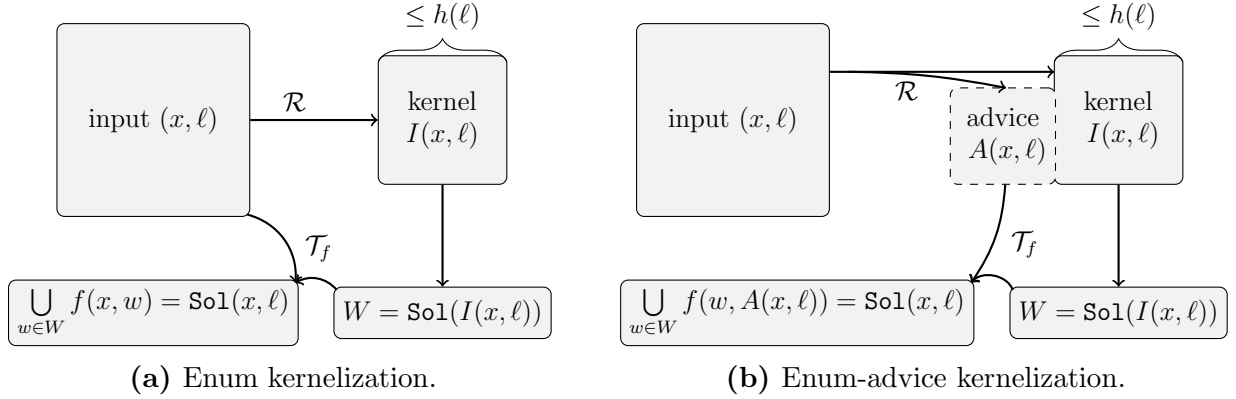 ≤ h(ℓ)
input (x, ℓ)
R
kernel
I(x, ℓ)
T_f
⋃_{w∈W} f(x, w) = Sol(x, ℓ)
W = Sol(I(x, ℓ))
(a) Enum kernelization.
≤ h(ℓ)
input (x, ℓ)
R
advice
A(x, ℓ)
kernel
I(x, ℓ)
T_f
⋃_{w∈W} f(w, A(x, ℓ)) = Sol(x, ℓ)
W = Sol(I(x, ℓ))
(b) Enum-advice kernelization.